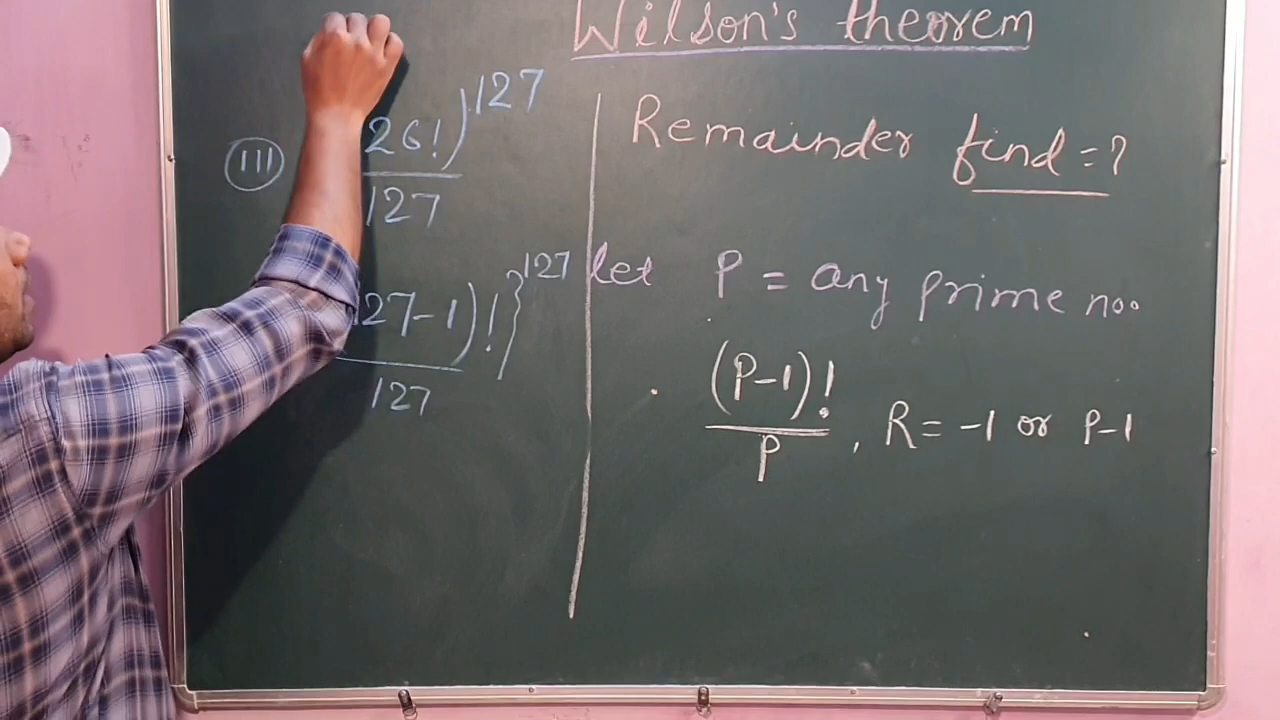 Wilson's theorem
(III) 26!)^127
127
27-1)!}^127
127
Remainder find = ?
let P = any prime no.
(P-1)!
P , R = -1 or P-1